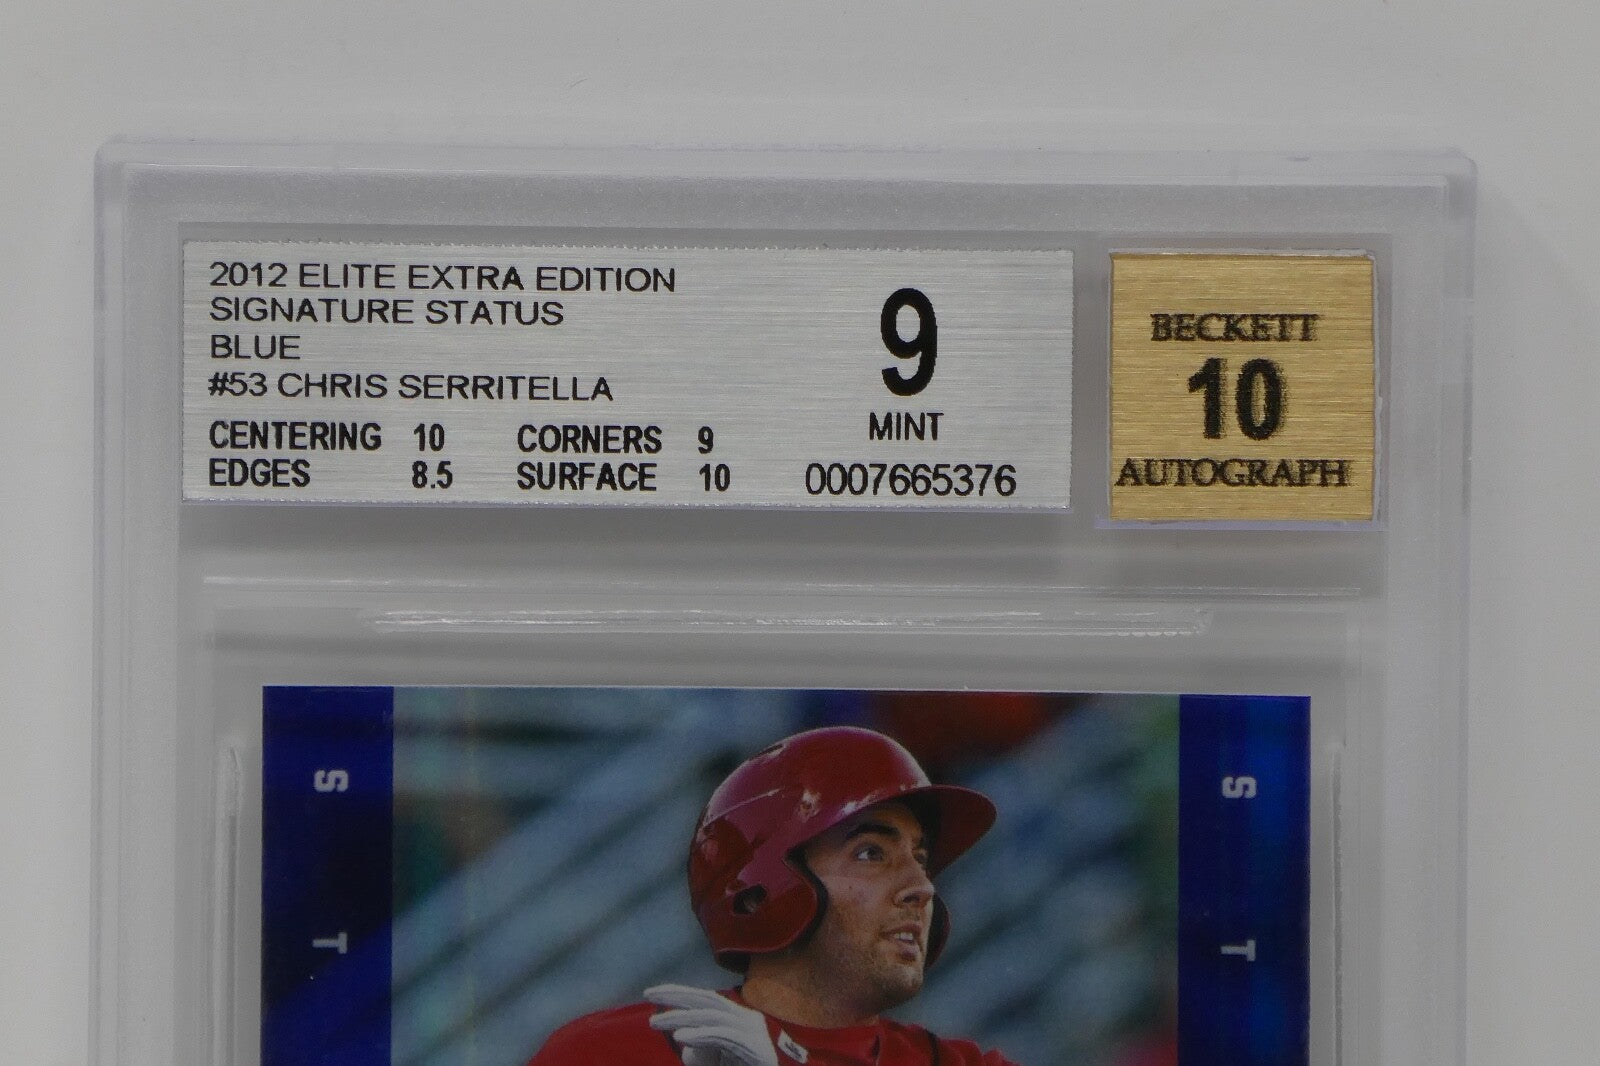 2012 ELITE EXTRA EDITION
SIGNATURE STATUS
BLUE
#53 CHRIS SERRITELLA
CENTERING 10 CORNERS 9
EDGES 8.5 SURFACE 10
9
MINT
0007665376
BECKETT
10
AUTOGRAPH
S T
S T